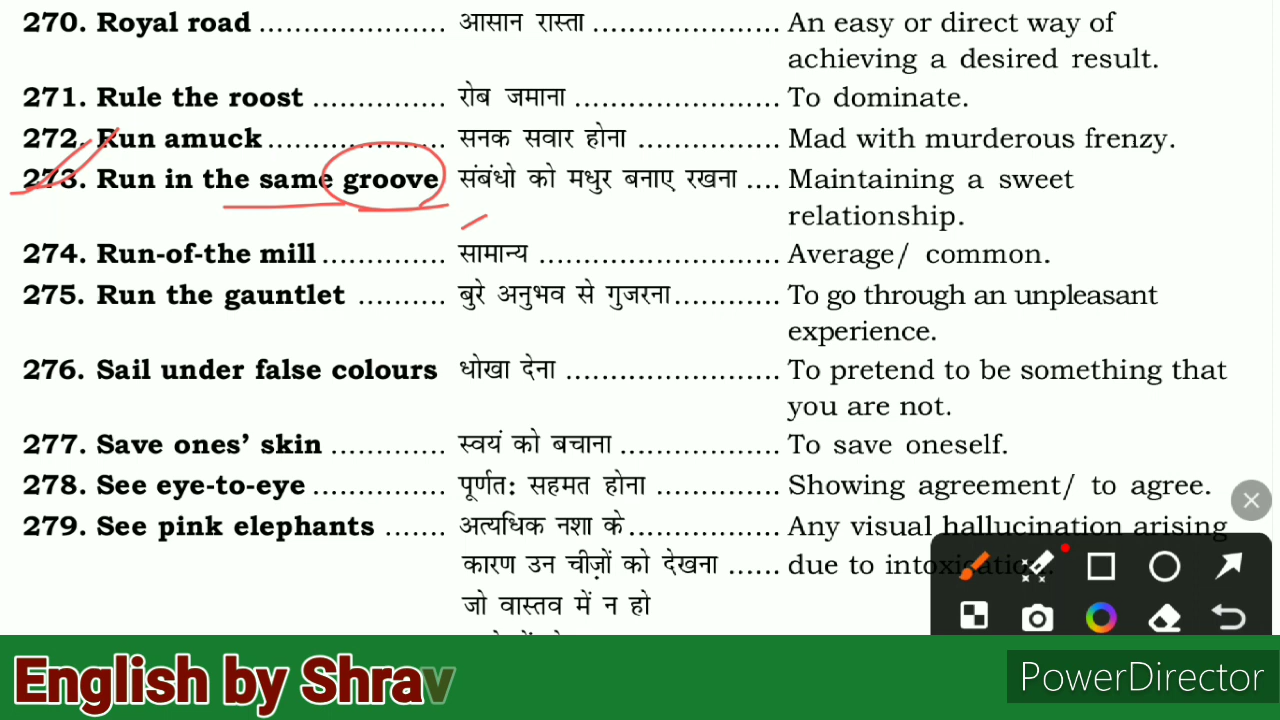 270. Royal road ..................... आसान रास्ता ..................... An easy or direct way of
achieving a desired result.
271. Rule the roost ............... रोब जमाना ....................... To dominate.
272. Run amuck .................... सनक सवार होना ................ Mad with murderous frenzy.
273. Run in the same groove संबंधो को मधुर बनाए रखना .... Maintaining a sweet
relationship.
274. Run-of-the mill .............. सामान्य ........................... Average/ common.
275. Run the gauntlet .......... बुरे अनुभव से गुजरना............ To go through an unpleasant
experience.
276. Sail under false colours धोखा देना ........................ To pretend to be something that
you are not.
277. Save ones’ skin ............. स्वयं को बचाना .................. To save oneself.
278. See eye-to-eye ............... पूर्णतः सहमत होना .............. Showing agreement/ to agree.
279. See pink elephants ....... अत्यधिक नशा के................. Any visual hallucination arising
कारण उन चीज़ों को देखना ...... due to
जो वास्तव में न हो
English by Shrav
PowerDirector